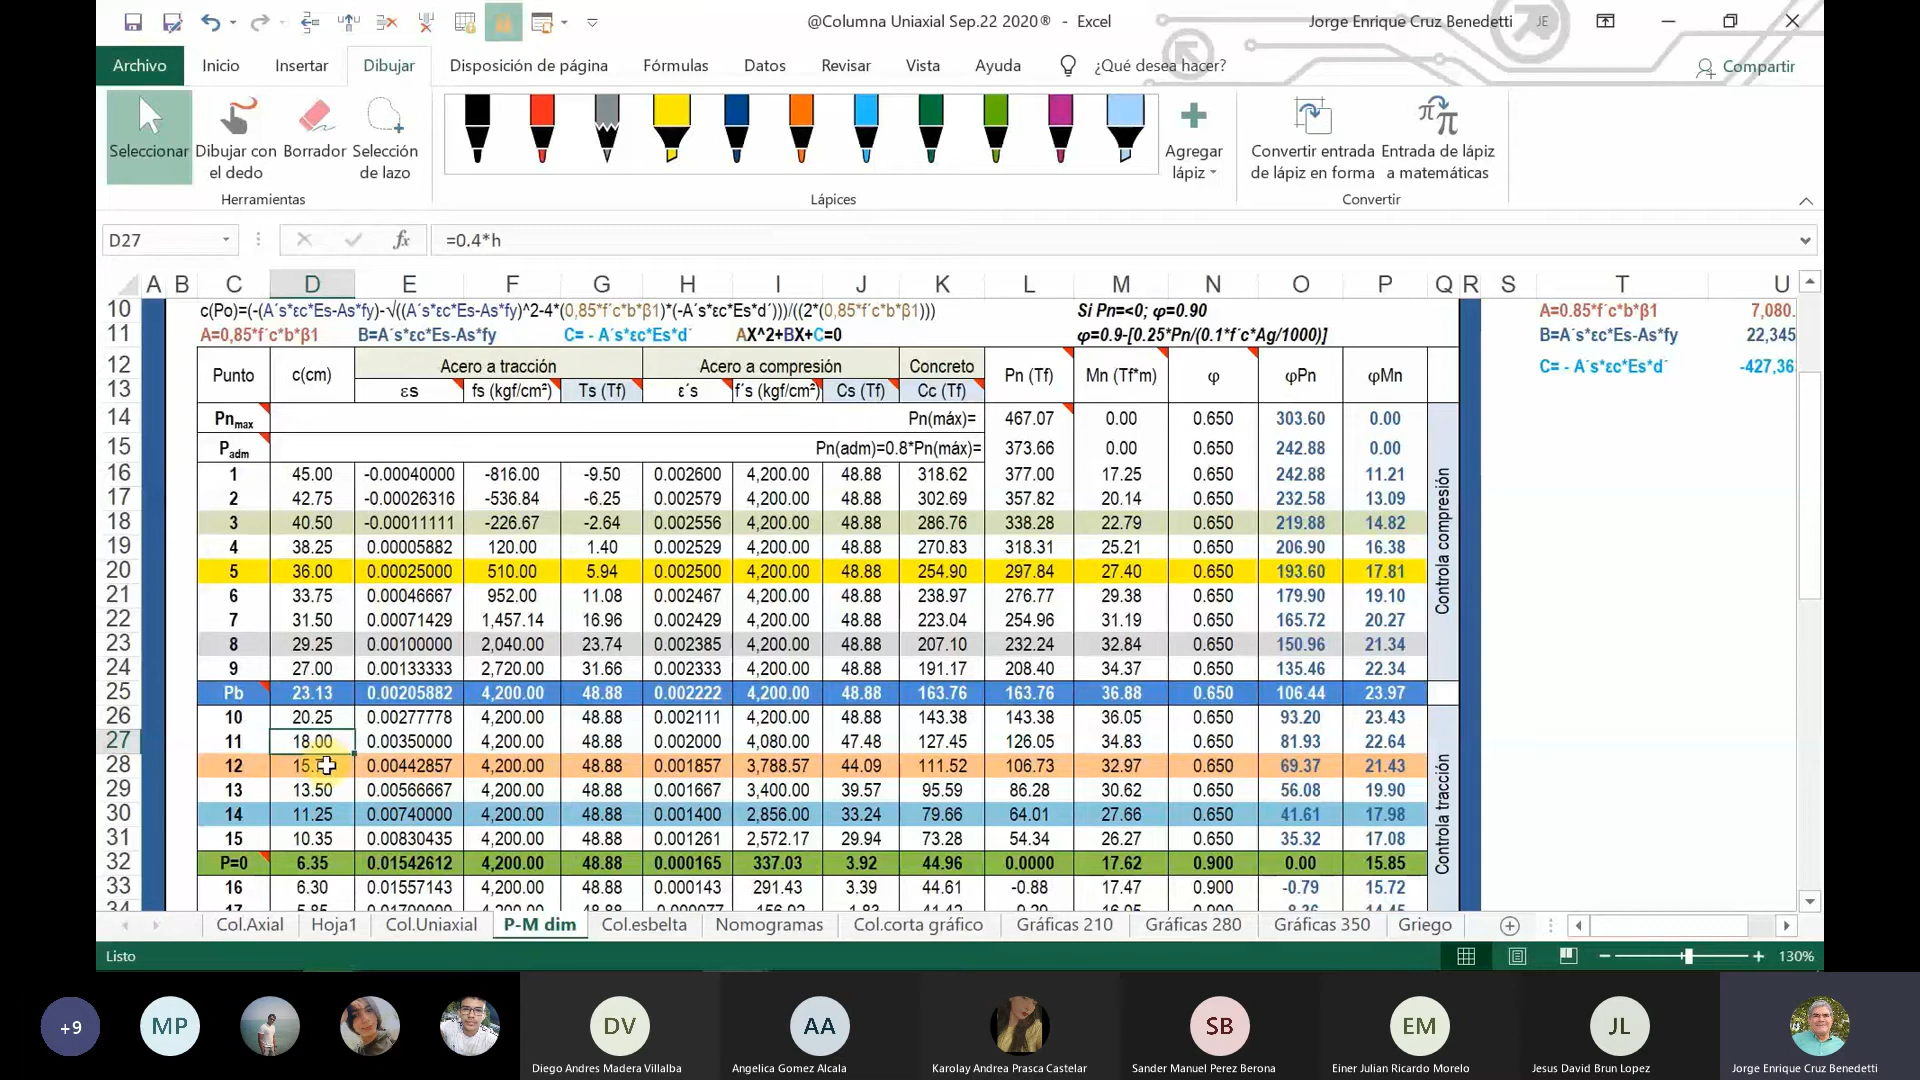 @Columna Uniaxial Sep.22 2020® - Excel
Jorge Enrique Cruz Benedetti JE
Archivo Inicio Insertar Dibujar Disposición de página Fórmulas Datos Revisar Vista Ayuda ¿Qué desea hacer? Compartir
Seleccionar Dibujar con el dedo Borrador Selección de lazo
Agregar lápiz
Convertir entrada de lápiz en forma
Entrada de lápiz a matemáticas
Herramientas Lápices Convertir
D27 fx =0.4*h
A B C D E F G H I J K L M N O P Q R S T U
10 c(Po)=(-(A´s*εc*Es-As*fy)-√((A´s*εc*Es-As*fy)^2-4*(0,85*f´c*b*β1)*(-A´s*εc*Es*d´)))/((2*(0,85*f´c*b*β1))) Si Pn=<0; φ=0.90 A=0.85*f´c*b*β1 7,080.
11 A=0,85*f´c*b*β1 B=A´s*εc*Es-As*fy C= - A´s*εc*Es*d´ AX^2+BX+C=0 φ=0.9-[0.25*Pn/(0.1*f´c*Ag/1000)] B=A´s*εc*Es-As*fy 22,345
12 Punto c(cm) Acero a tracción Acero a compresión Concreto Pn (Tf) Mn (Tf*m) φ φPn φMn C= - A´s*εc*Es*d´ -427,36
13 εs fs (kgf/cm²) Ts (Tf) ε´s f´s (kgf/cm²) Cs (Tf) Cc (Tf)
14 Pnmax Pn(máx)= 467.07 0.00 0.650 303.60 0.00
15 Padm Pn(adm)=0.8*Pn(máx)= 373.66 0.00 0.650 242.88 0.00
16 1 45.00 -0.00040000 -816.00 -9.50 0.002600 4,200.00 48.88 318.62 377.00 17.25 0.650 242.88 11.21
17 2 42.75 -0.00026316 -536.84 -6.25 0.002579 4,200.00 48.88 302.69 357.82 20.14 0.650 232.58 13.09
18 3 40.50 -0.00011111 -226.67 -2.64 0.002556 4,200.00 48.88 286.76 338.28 22.79 0.650 219.88 14.82
19 4 38.25 0.00005882 120.00 1.40 0.002529 4,200.00 48.88 270.83 318.31 25.21 0.650 206.90 16.38
20 5 36.00 0.00025000 510.00 5.94 0.002500 4,200.00 48.88 254.90 297.84 27.40 0.650 193.60 17.81
21 6 33.75 0.00046667 952.00 11.08 0.002467 4,200.00 48.88 238.97 276.77 29.38 0.650 179.90 19.10
22 7 31.50 0.00071429 1,457.14 16.96 0.002429 4,200.00 48.88 223.04 254.96 31.19 0.650 165.72 20.27
23 8 29.25 0.00100000 2,040.00 23.74 0.002385 4,200.00 48.88 207.10 232.24 32.84 0.650 150.96 21.34
24 9 27.00 0.00133333 2,720.00 31.66 0.002333 4,200.00 48.88 191.17 208.40 34.37 0.650 135.46 22.34
Controla compresión
25 Pb 23.13 0.00205882 4,200.00 48.88 0.002222 4,200.00 48.88 163.76 163.76 36.88 0.650 106.44 23.97
26 10 20.25 0.00277778 4,200.00 48.88 0.002111 4,200.00 48.88 143.38 143.38 36.05 0.650 93.20 23.43
27 11 18.00 0.00350000 4,200.00 48.88 0.002000 4,080.00 47.48 127.45 126.05 34.83 0.650 81.93 22.64
28 12 15. 0.00442857 4,200.00 48.88 0.001857 3,788.57 44.09 111.52 106.73 32.97 0.650 69.37 21.43
29 13 13.50 0.00566667 4,200.00 48.88 0.001667 3,400.00 39.57 95.59 86.28 30.62 0.650 56.08 19.90
30 14 11.25 0.00740000 4,200.00 48.88 0.001400 2,856.00 33.24 79.66 64.01 27.66 0.650 41.61 17.98
31 15 10.35 0.00830435 4,200.00 48.88 0.001261 2,572.17 29.94 73.28 54.34 26.27 0.650 35.32 17.08
32 P=0 6.35 0.01542612 4,200.00 48.88 0.000165 337.03 3.92 44.96 0.0000 17.62 0.900 0.00 15.85
33 16 6.30 0.01557143 4,200.00 48.88 0.000143 291.43 3.39 44.61 -0.88 17.47 0.900 -0.79 15.72
Controla tracción
Col.Axial Hoja1 Col.Uniaxial P-M dim Col.esbelta Nomogramas Col.corta gráfico Gráficas 210 Gráficas 280 Gráficas 350 Griego
Listo 130%
+9 MP DV AA SB EM JL
Diego Andres Madera Villalba Angelica Gomez Alcala Karolay Andrea Prasca Castelar Sander Manuel Perez Berona Einer Julian Ricardo Morelo Jesus David Brun Lopez Jorge Enrique Cruz Benedetti